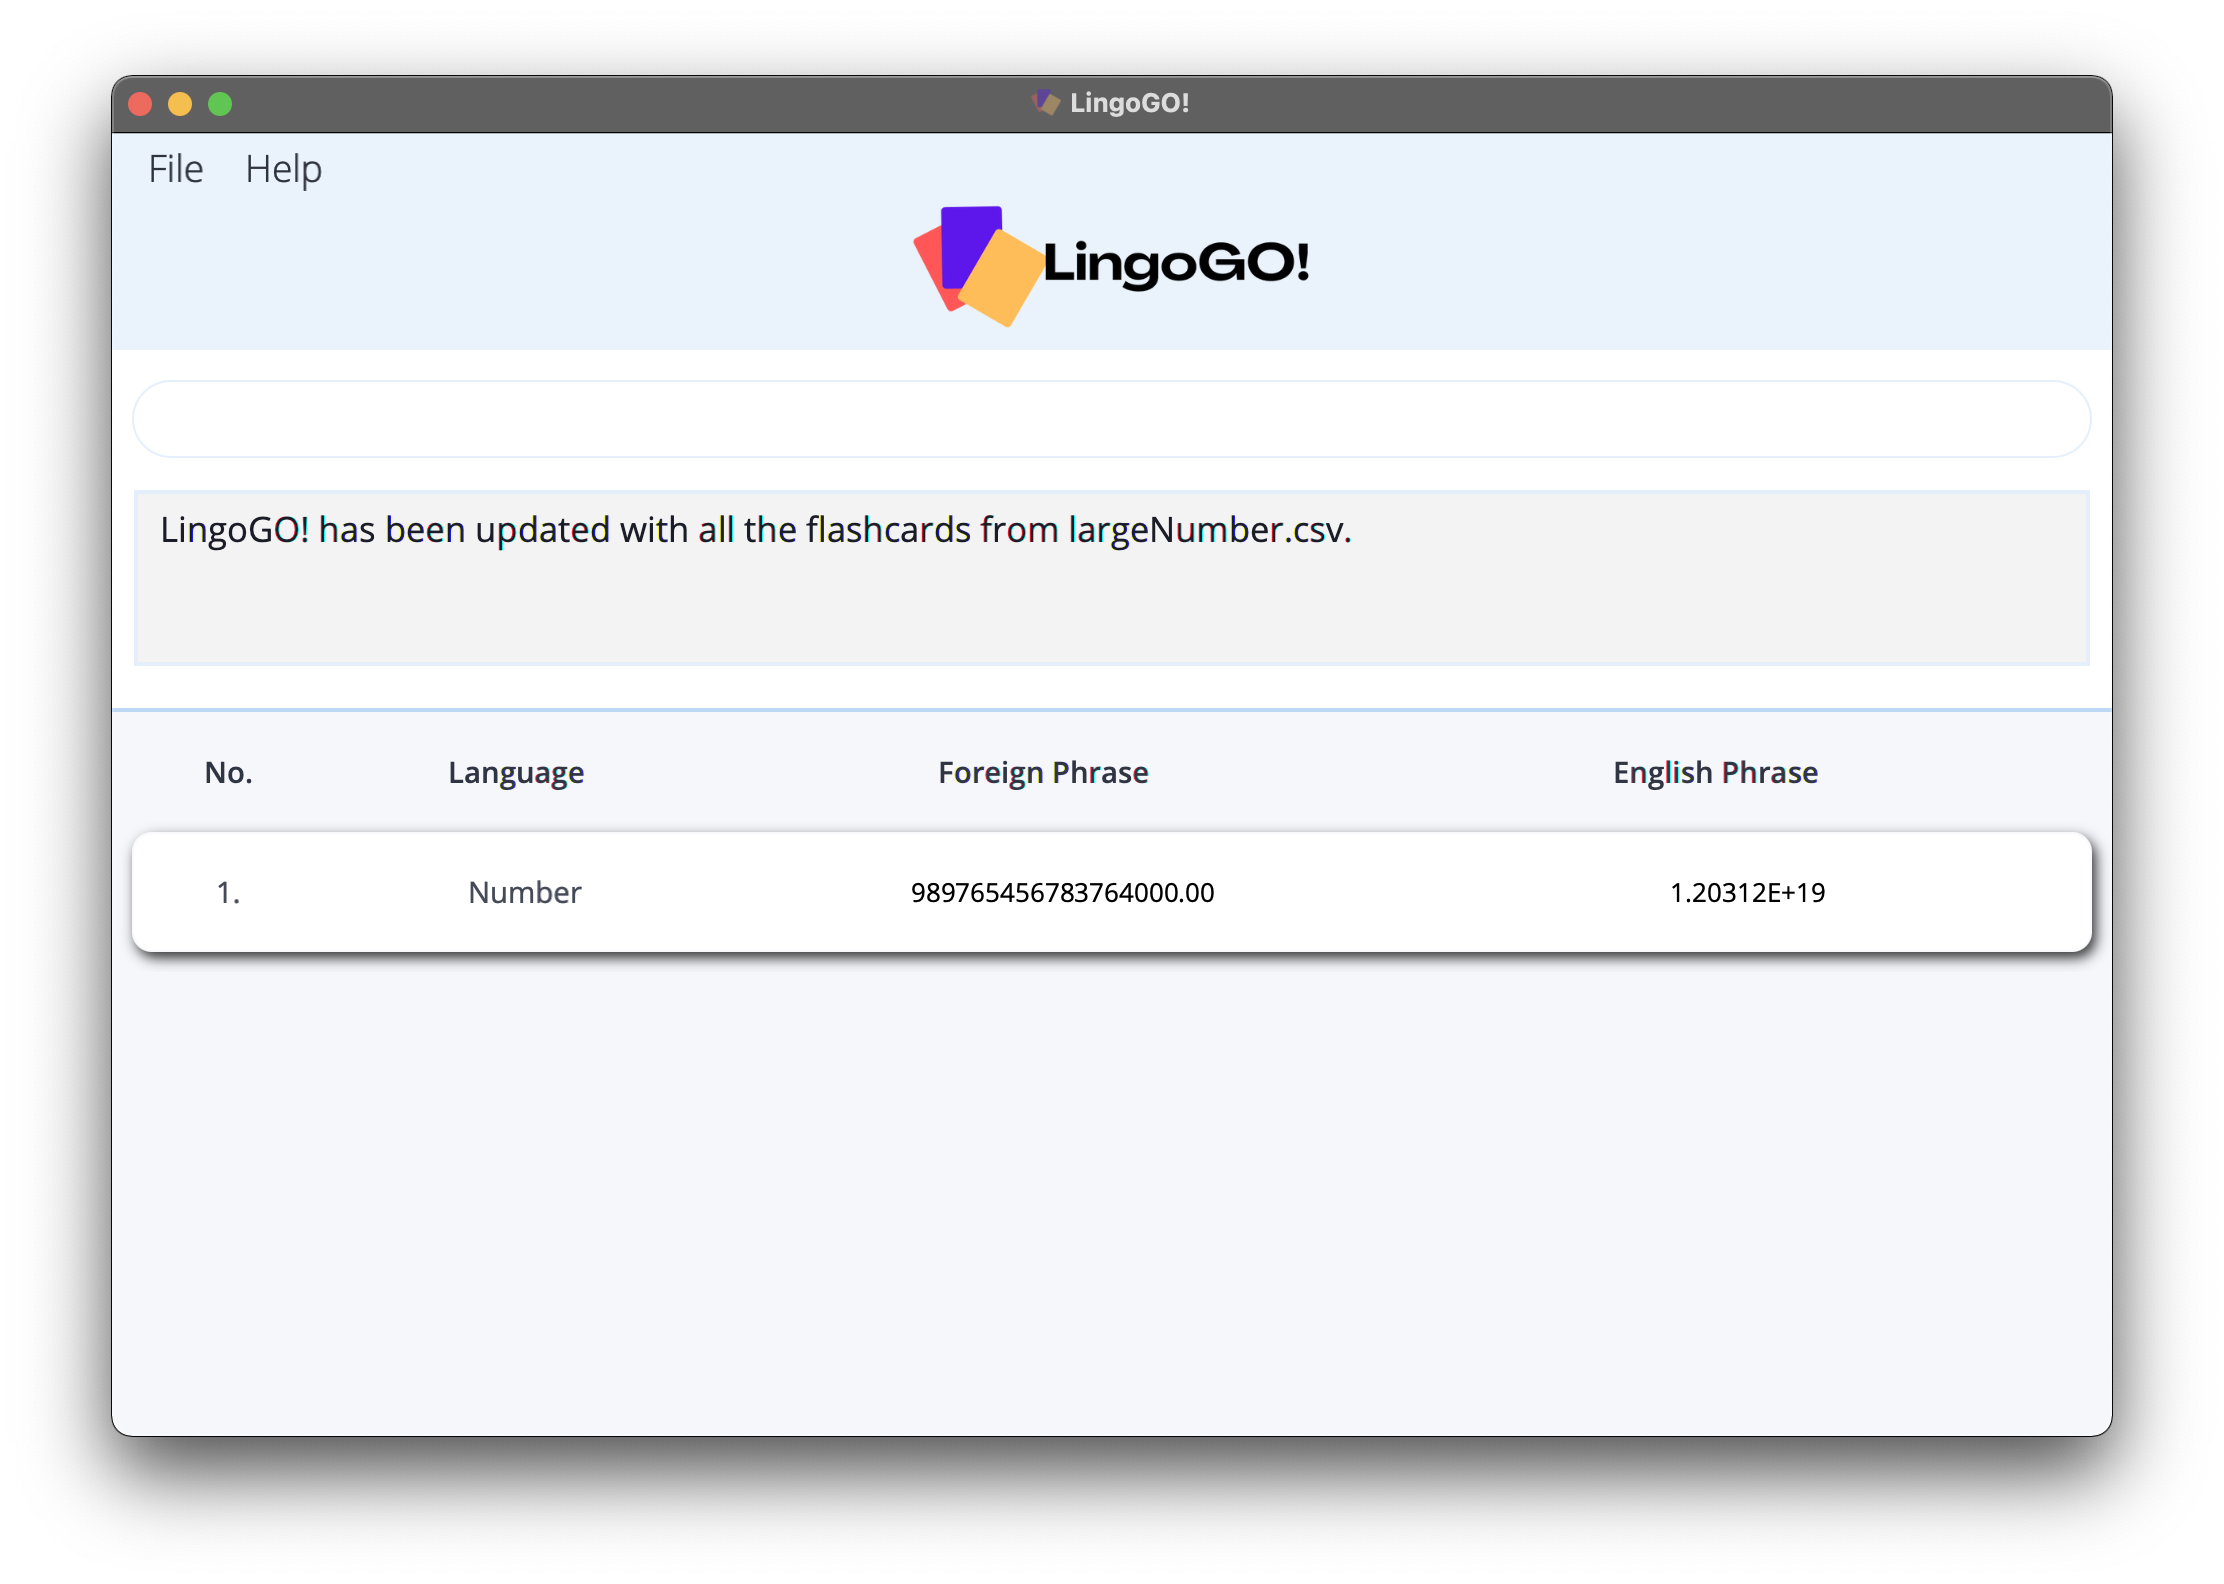 LingoGO!
File Help
LingoGO!
LingoGO! has been updated with all the flashcards from largeNumber.csv.
No. Language Foreign Phrase English Phrase
1. Number 989765456783764000.00 1.20312E+19